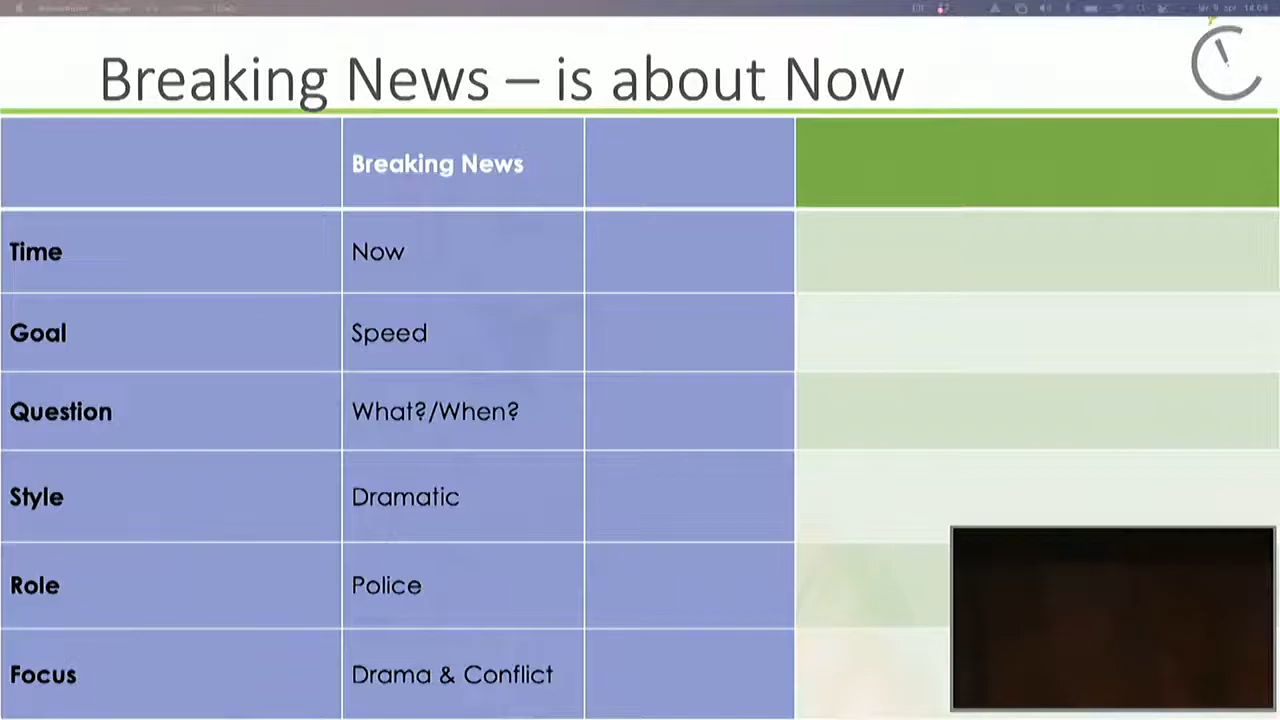 Breaking News – is about Now
Breaking News
Time Now
Goal Speed
Question What?/When?
Style Dramatic
Role Police
Focus Drama & Conflict